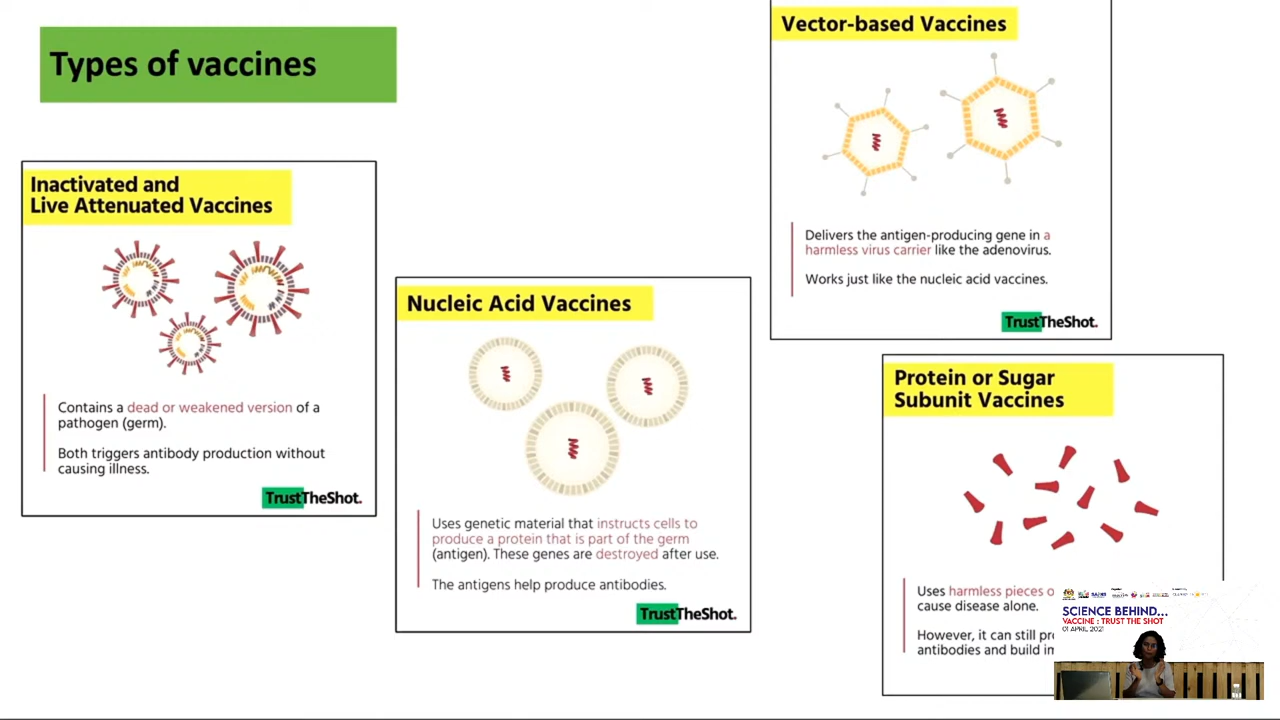 Types of vaccines
Inactivated and
Live Attenuated Vaccines
Contains a dead or weakened version of a
pathogen (germ).
Both triggers antibody production without
causing illness.
TrustTheShot.
Nucleic Acid Vaccines
Uses genetic material that instructs cells to
produce a protein that is part of the germ
(antigen). These genes are destroyed after use.
The antigens help produce antibodies.
TrustTheShot.
Vector-based Vaccines
Delivers the antigen-producing gene in a
harmless virus carrier like the adenovirus.
Works just like the nucleic acid vaccines.
TrustTheShot.
Protein or Sugar
Subunit Vaccines
Uses harmless pieces
cause disease alone.
However, it can still
antibodies and build
SCIENCE BEHIND...
VACCINE : TRUST THE SHOT
01 APRIL 2021